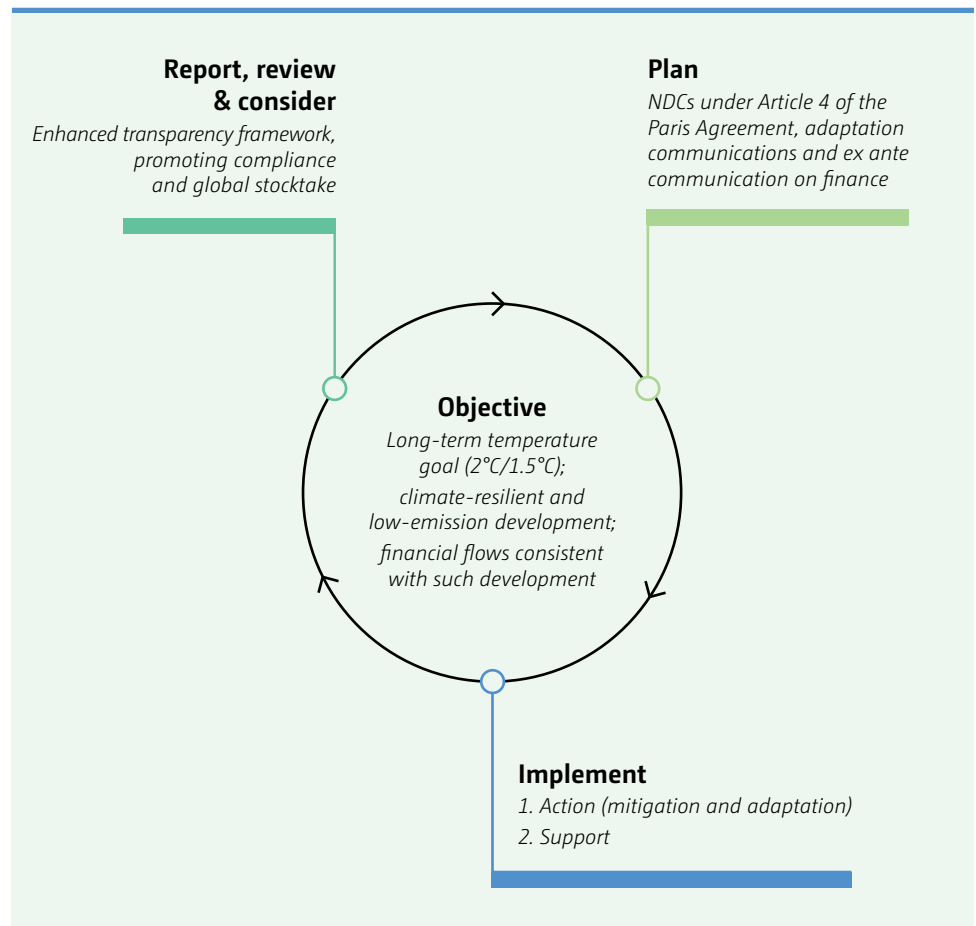 Report, review
& consider
Enhanced transparency framework,
promoting compliance
and global stocktake
Plan
NDCs under Article 4 of the
Paris Agreement, adaptation
communications and ex ante
communication on finance
Objective
Long-term temperature
goal (2°C/1.5°C);
climate-resilient and
low-emission development;
financial flows consistent
with such development
Implement
1. Action (mitigation and adaptation)
2. Support